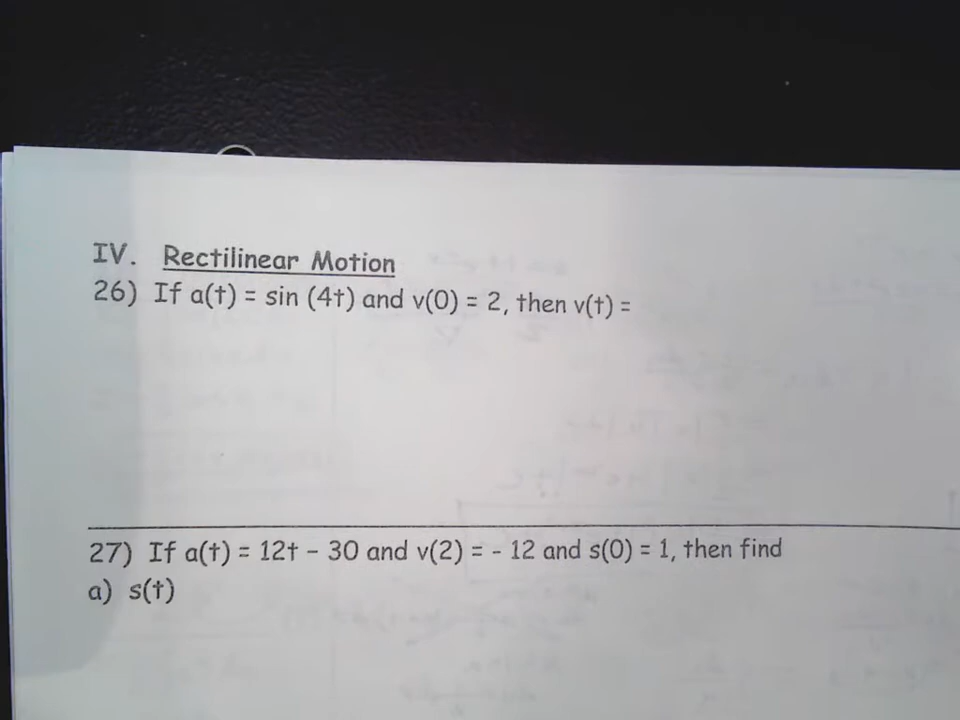 IV. Rectilinear Motion
26) If a(t) = sin (4t) and v(0) = 2, then v(t) =
27) If a(t) = 12t - 30 and v(2) = - 12 and s(0) = 1, then find
a) s(t)